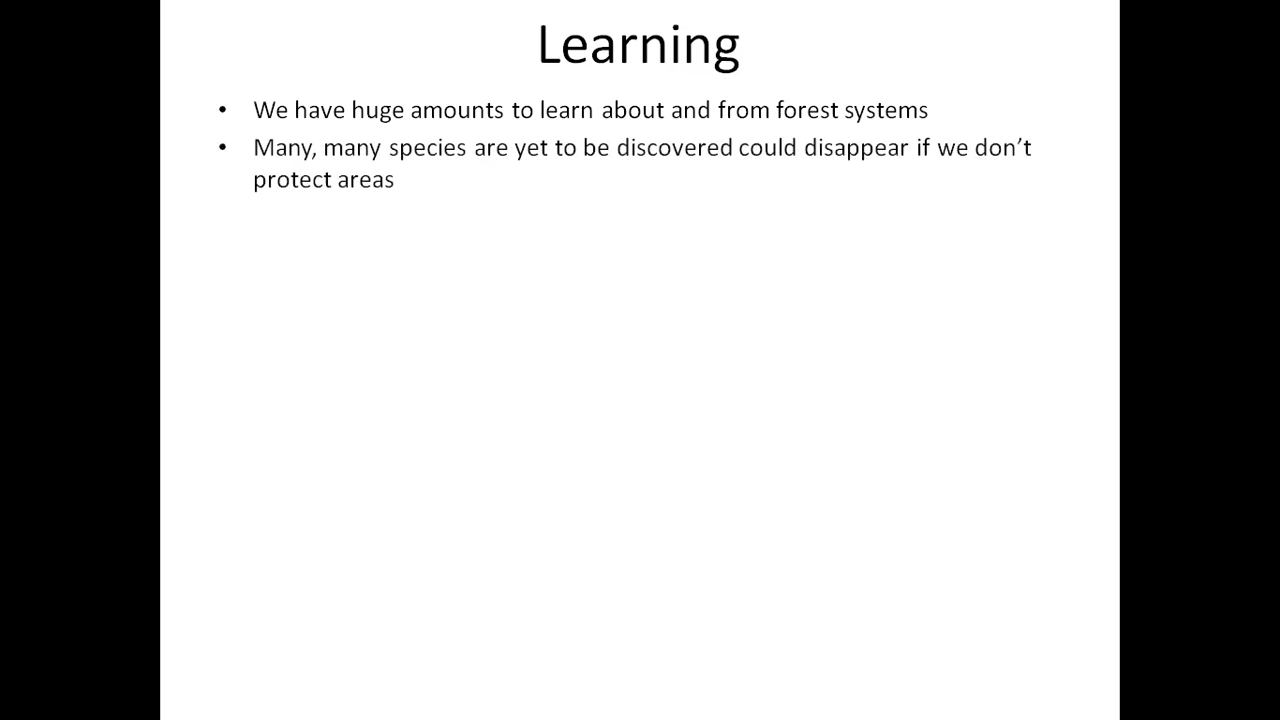 Learning
• We have huge amounts to learn about and from forest systems
• Many, many species are yet to be discovered could disappear if we don’t
protect areas